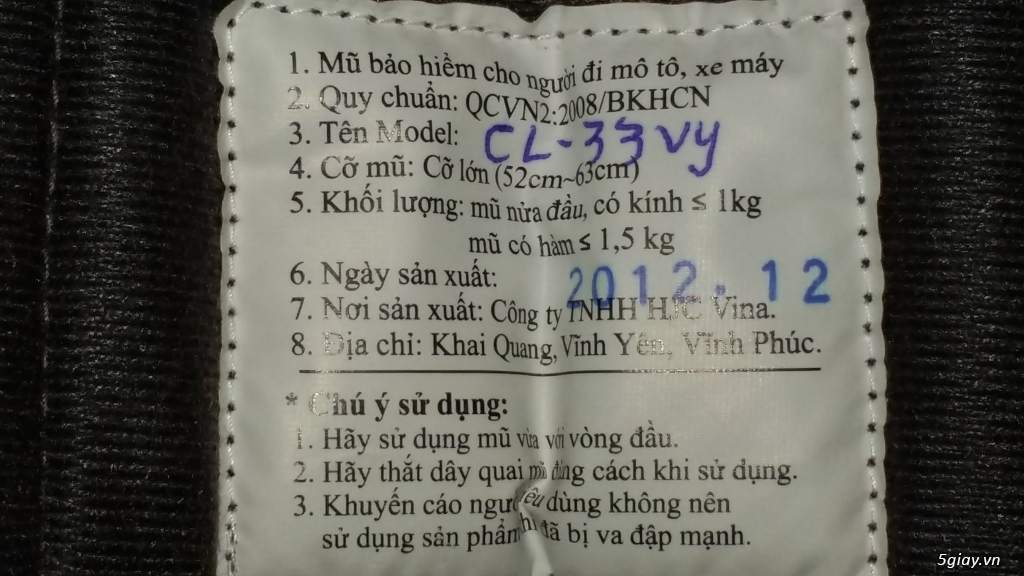 1. Mũ bảo hiểm cho người đi mô tô, xe máy
2. Quy chuẩn: QCVN2:2008/BKHCN
3. Tên Model: CL-33VY
4. Cỡ mũ: Cỡ lớn (52cm~63cm)
5. Khối lượng: mũ nửa đầu, có kính ≤ 1kg
mũ có hàm ≤ 1,5 kg
6. Ngày sản xuất: 2012.12
7. Nơi sản xuất: Công ty TNHH HJC Vina.
8. Địa chỉ: Khai Quang, Vĩnh Yên, Vĩnh Phúc.
* Chú ý sử dụng:
1. Hãy sử dụng mũ vừa với vòng đầu.
2. Hãy thắt dây quai mũ đúng cách khi sử dụng.
3. Khuyến cáo người tiêu dùng không nên
sử dụng sản phẩm khi đã bị va đập mạnh.
5giay.vn